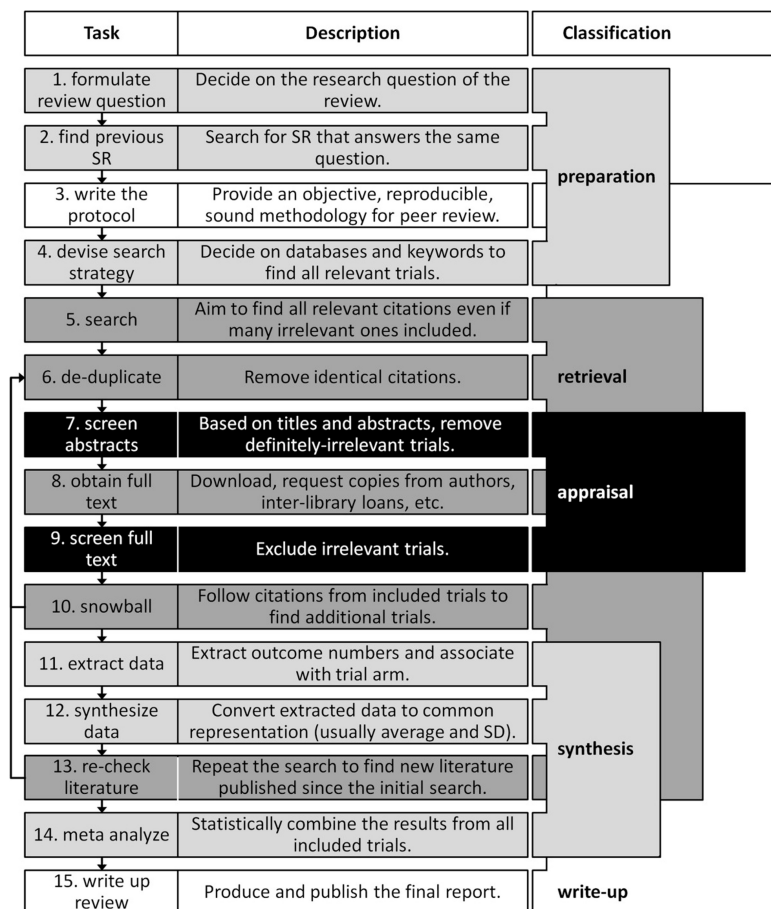 Task Description Classification
1. formulate Decide on the research question of the
review question review.
2. find previous Search for SR that answers the same
SR question.
preparation
3. write the Provide an objective, reproducible,
protocol sound methodology for peer review.
4. devise search Decide on databases and keywords to
strategy find all relevant trials.
5. search Aim to find all relevant citations even if
many irrelevant ones included.
6. de-duplicate Remove identical citations. retrieval
7. screen Based on titles and abstracts, remove
abstracts definitely-irrelevant trials.
8. obtain full Download, request copies from authors,
text inter-library loans, etc.
appraisal
9. screen full Exclude irrelevant trials.
text
10. snowball Follow citations from included trials to
find additional trials.
11. extract data Extract outcome numbers and associate
with trial arm.
12. synthesize Convert extracted data to common
data representation (usually average and SD).
synthesis
13. re-check Repeat the search to find new literature
literature published since the initial search.
14. meta analyze Statistically combine the results from all
included trials.
15. write up Produce and publish the final report. write-up
review